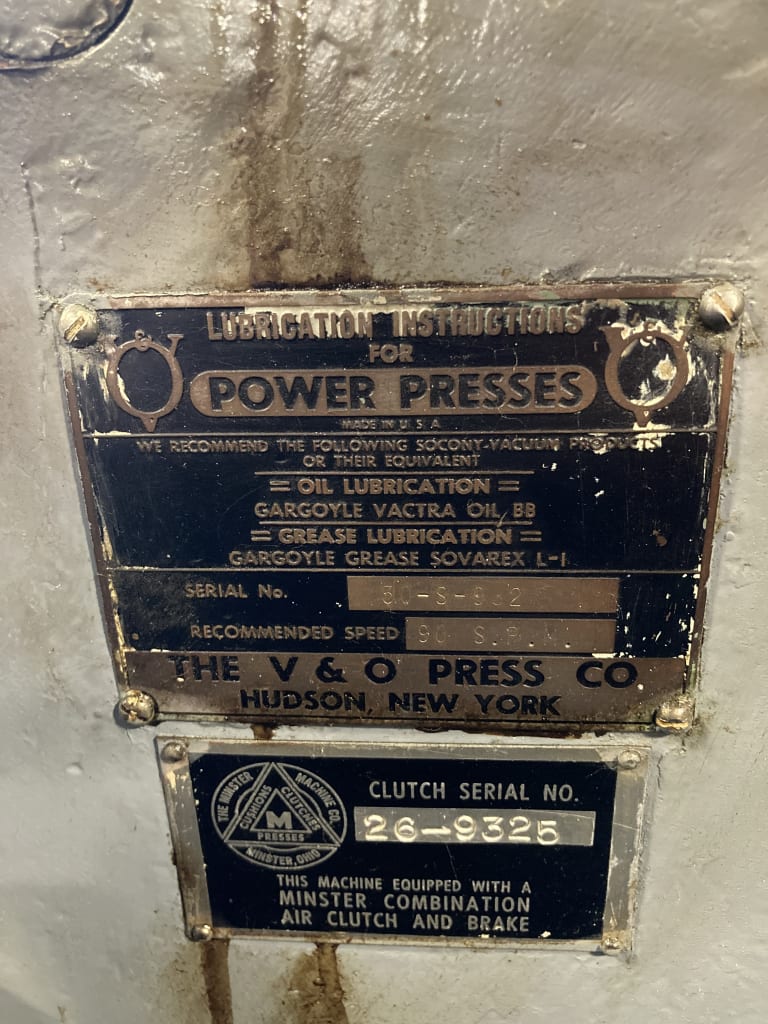 LUBRICATION INSTRUCTIONS
FOR
POWER PRESSES
MADE IN U.S.A
WE RECOMMEND THE FOLLOWING SOCONY-VACUUM PRODUCTS
OR THEIR EQUIVALENT
= OIL LUBRICATION =
GARGOYLE VACTRA OIL, BB
= GREASE LUBRICATION =
GARGOYLE GREASE SOVAREX L-1
SERIAL No. 30-S-932
RECOMMENDED SPEED 90 S.P.M.
THE V & O PRESS CO
HUDSON, NEW YORK
THE MINSTER MACHINE CO.
CUSHIONS CLUTCHES
M
PRESSES
MINSTER, OHIO
CLUTCH SERIAL NO.
26-9325
THIS MACHINE EQUIPPED WITH A
MINSTER COMBINATION
AIR CLUTCH AND BRAKE